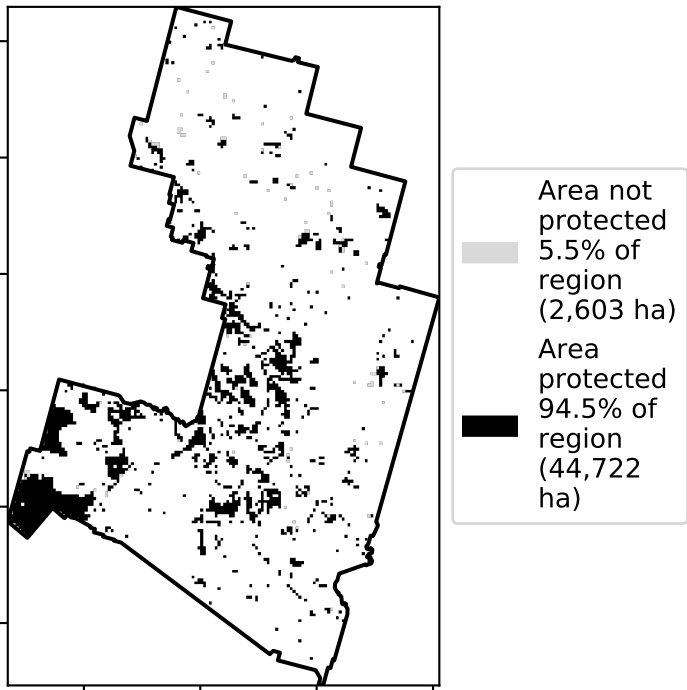 Area not
protected
5.5% of
region
(2,603 ha)
Area
protected
94.5% of
region
(44,722
ha)